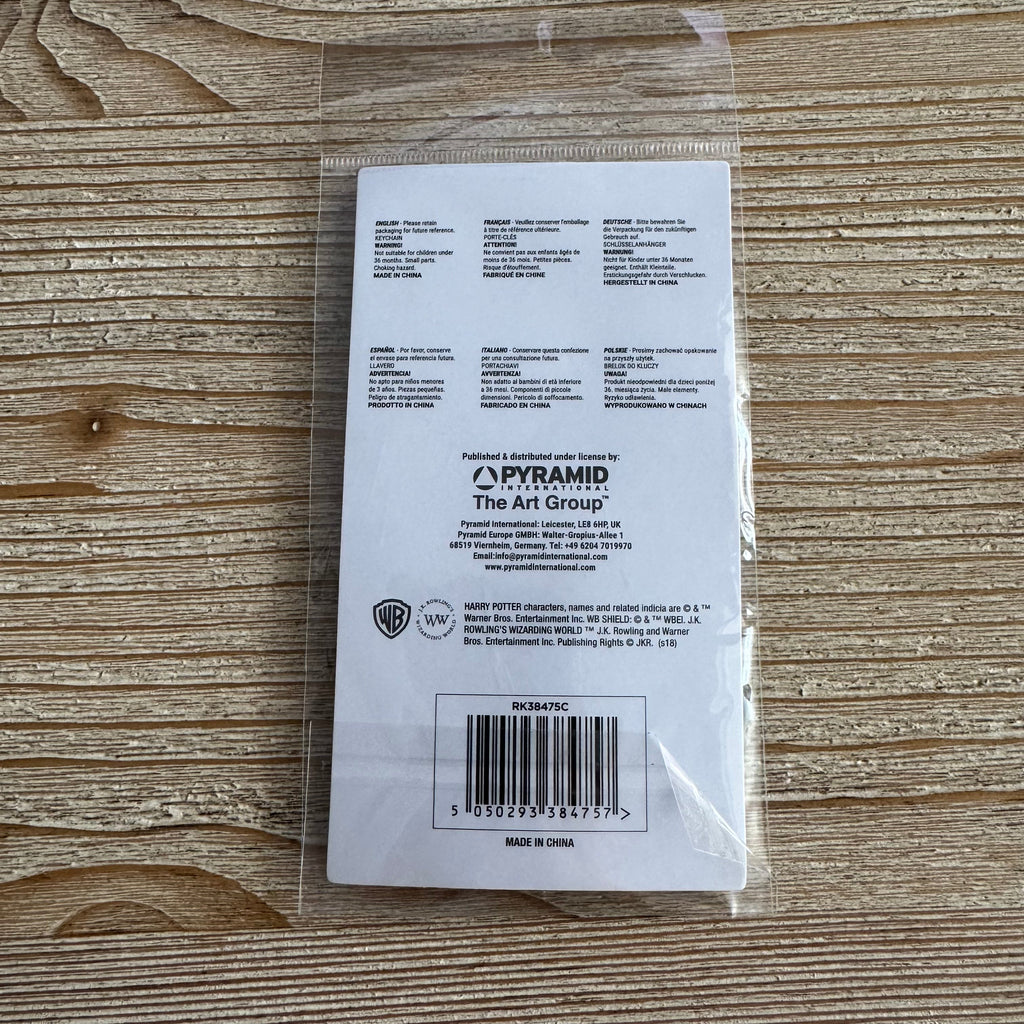 ENGLISH - Please retain
packaging for future reference.
KEYCHAIN
WARNING!
Not suitable for children under
36 months. Small parts.
Choking hazard.
MADE IN CHINA
FRANÇAIS - Veuillez conserver l'emballage
à titre de référence ultérieure.
PORTE-CLÉS
ATTENTION!
Ne convient pas aux enfants âgés de
moins de 36 mois. Petites pièces.
Risque d'étouffement.
FABRIQUÉ EN CHINE
DEUTSCHE - Bitte bewahren Sie
die Verpackung für den zukünftigen
Gebrauch auf.
SCHLÜSSELANHÄNGER
WARNUNG!
Nicht für Kinder unter 36 Monaten
geeignet. Enthält Kleinteile.
Erstickungsgefahr durch Verschlucken.
HERGESTELLT IN CHINA
ESPAÑOL - Por favor, conserve
el envase para referencia futura.
LLAVERO
ADVERTENCIA!
No apto para niños menores
de 3 años. Piezas pequeñas.
Peligro de atragantamiento.
PRODOTTO IN CHINA
ITALIANO - Conservare questa confezione
per una consultazione futura.
PORTACHIAVI
AVVERTENZA!
Non adatto ai bambini di età inferiore
a 36 mesi. Componenti di piccole
dimensioni. Pericolo di soffocamento.
FABRICADO EN CHINA
POLSKIE - Prosimy zachować opakowanie
na przyszły użytek.
BRELOK DO KLUCZY
UWAGA!
Produkt nieodpowiedni dla dzieci poniżej
36. miesiąca życia. Małe elementy.
Ryzyko udławienia.
WYPRODUKOWANO W CHINACH
Published & distributed under license by:
PYRAMID
INTERNATIONAL
The Art Group™
Pyramid International: Leicester, LE8 6HP, UK
Pyramid Europe GMBH: Walter-Gropius-Allee 1
68519 Viernheim, Germany. Tel: +49 6204 7019970
Email:info@pyramidinternational.com
www.pyramidinternational.com
WB
J.K. ROWLING'S
WW
WIZARDING WORLD
HARRY POTTER characters, names and related indicia are © & ™
Warner Bros. Entertainment Inc. WB SHIELD: © & ™ WBEI. J.K.
ROWLING'S WIZARDING WORLD ™ J.K. Rowling and Warner
Bros. Entertainment Inc. Publishing Rights © JKR. (s18)
RK38475C
5 050293 384757 >
MADE IN CHINA